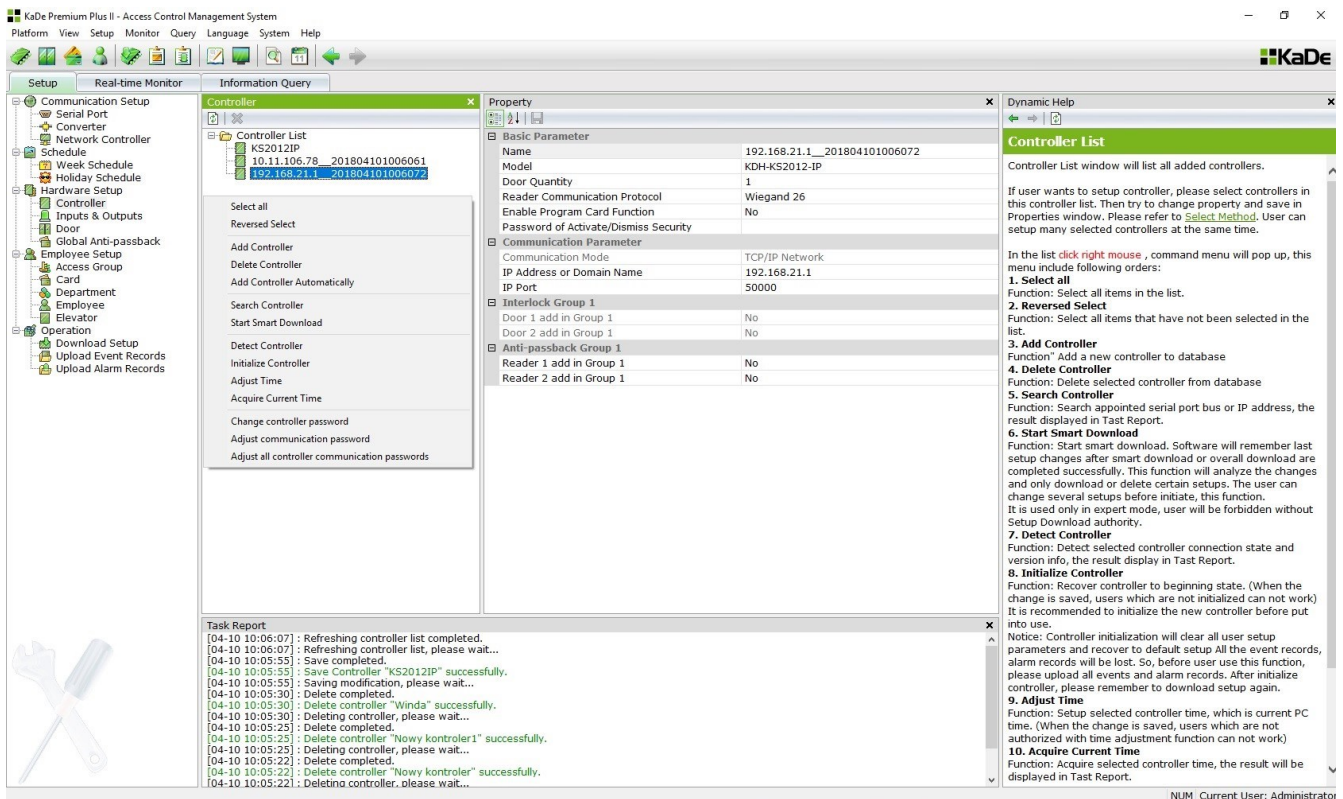 KaDe Premium Plus II - Access Control Management System
Platform View Setup Monitor Query Language System Help
KaDe
Setup Real-time Monitor Information Query
Communication Setup
Serial Port
Converter
Network Controller
Schedule
Week Schedule
Holiday Schedule
Hardware Setup
Controller
Inputs & Outputs
Door
Global Anti-passback
Employee Setup
Access Group
Card
Department
Employee
Elevator
Operation
Download Setup
Upload Event Records
Upload Alarm Records
Controller
Controller List
KS2012IP
10.11.106.78__201804101006061
192.168.21.1__201804101006072
Select all
Reversed Select
Add Controller
Delete Controller
Add Controller Automatically
Search Controller
Start Smart Download
Detect Controller
Initialize Controller
Adjust Time
Acquire Current Time
Change controller password
Adjust communication password
Adjust all controller communication passwords
Property
Basic Parameter
Name 192.168.21.1__201804101006072
Model KDH-KS2012-IP
Door Quantity 1
Reader Communication Protocol Wiegand 26
Enable Program Card Function No
Password of Activate/Dismiss Security
Communication Parameter
Communication Mode TCP/IP Network
IP Address or Domain Name 192.168.21.1
IP Port 50000
Interlock Group 1
Door 1 add in Group 1 No
Door 2 add in Group 1 No
Anti-passback Group 1
Reader 1 add in Group 1 No
Reader 2 add in Group 1 No
Task Report
[04-10 10:06:07] : Refreshing controller list completed.
[04-10 10:06:07] : Refreshing controller list, please wait...
[04-10 10:05:55] : Save completed.
[04-10 10:05:55] : Save Controller "KS2012IP" successfully.
[04-10 10:05:55] : Saving modification, please wait...
[04-10 10:05:30] : Delete completed.
[04-10 10:05:30] : Delete controller "Winda" successfully.
[04-10 10:05:30] : Deleting controller, please wait...
[04-10 10:05:25] : Delete completed.
[04-10 10:05:25] : Delete controller "Nowy kontroler1" successfully.
[04-10 10:05:25] : Deleting controller, please wait...
[04-10 10:05:22] : Delete completed.
[04-10 10:05:22] : Delete controller "Nowy kontroler" successfully.
[04-10 10:05:22] : Deleting controller, please wait...
Dynamic Help
Controller List
Controller List window will list all added controllers.
If user wants to setup controller, please select controllers in
this controller list. Then try to change property and save in
Properties window. Please refer to Select Method. User can
setup many selected controllers at the same time.
In the list click right mouse , command menu will pop up, this
menu include following orders:
1. Select all
Function: Select all items in the list.
2. Reversed Select
Function: Select all items that have not been selected in the
list.
3. Add Controller
Function" Add a new controller to database
4. Delete Controller
Function: Delete selected controller from database
5. Search Controller
Function: Search appointed serial port bus or IP address, the
result displayed in Tast Report.
6. Start Smart Download
Function: Start smart download. Software will remember last
setup changes after smart download or overall download are
completed successfully. This function will analyze the changes
and only download or delete certain setups. The user can
change several setups before initiate, this function.
It is used only in expert mode, user will be forbidden without
Setup Download authority.
7. Detect Controller
Function: Detect selected controller connection state and
version info, the result display in Tast Report.
8. Initialize Controller
Function: Recover controller to beginning state. (When the
change is saved, users which are not initialized can not work)
It is recommended to initialize the new controller before put
into use.
Notice: Controller initialization will clear all user setup
parameters and recover to default setup All the event records,
alarm records will be lost. So, before user use this function,
please upload all events and alarm records. After initialize
controller, please remember to download setup again.
9. Adjust Time
Function: Setup selected controller time, which is current PC
time. (When the change is saved, users which are not
authorized with time adjustment function can not work)
10. Acquire Current Time
Function: Acquire selected controller time, the result will be
displayed in Tast Report.
NUM Current User: Administrator